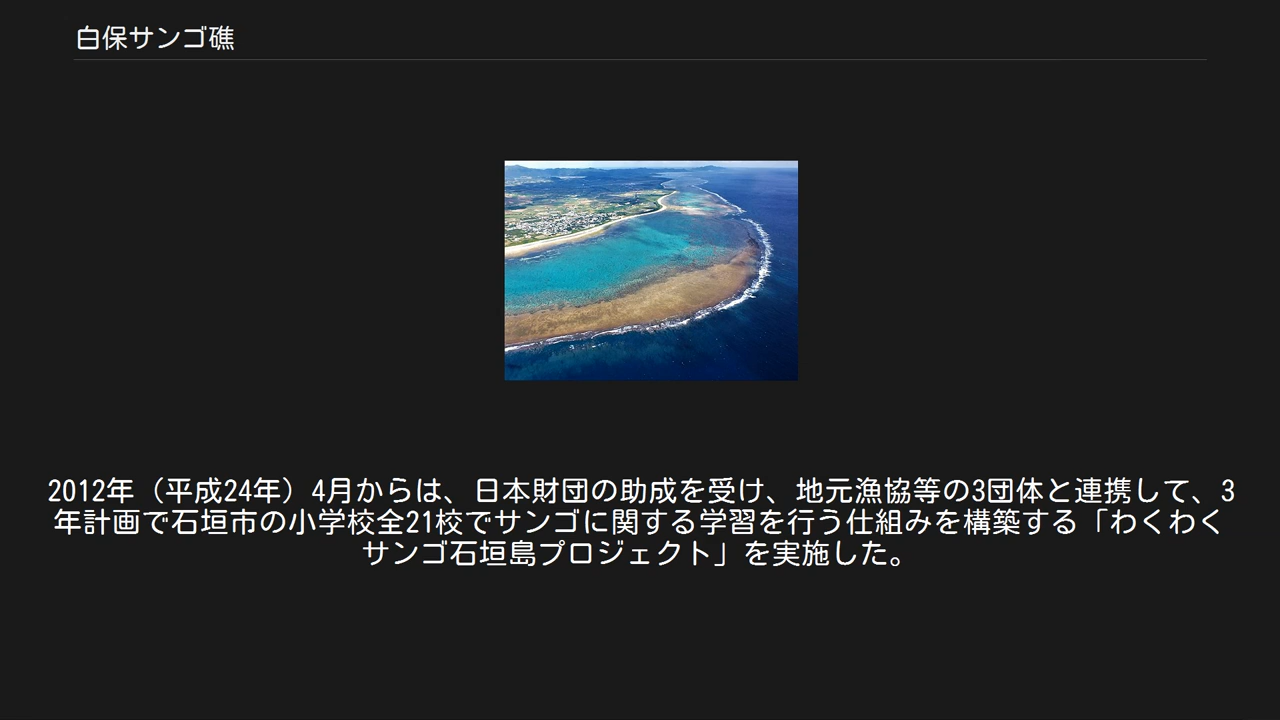 白保サンゴ礁
2012年（平成24年）4月からは、日本財団の助成を受け、地元漁協等の3団体と連携して、3
年計画で石垣市の小学校全21校でサンゴに関する学習を行う仕組みを構築する「わくわく
サンゴ石垣島プロジェクト」を実施した。